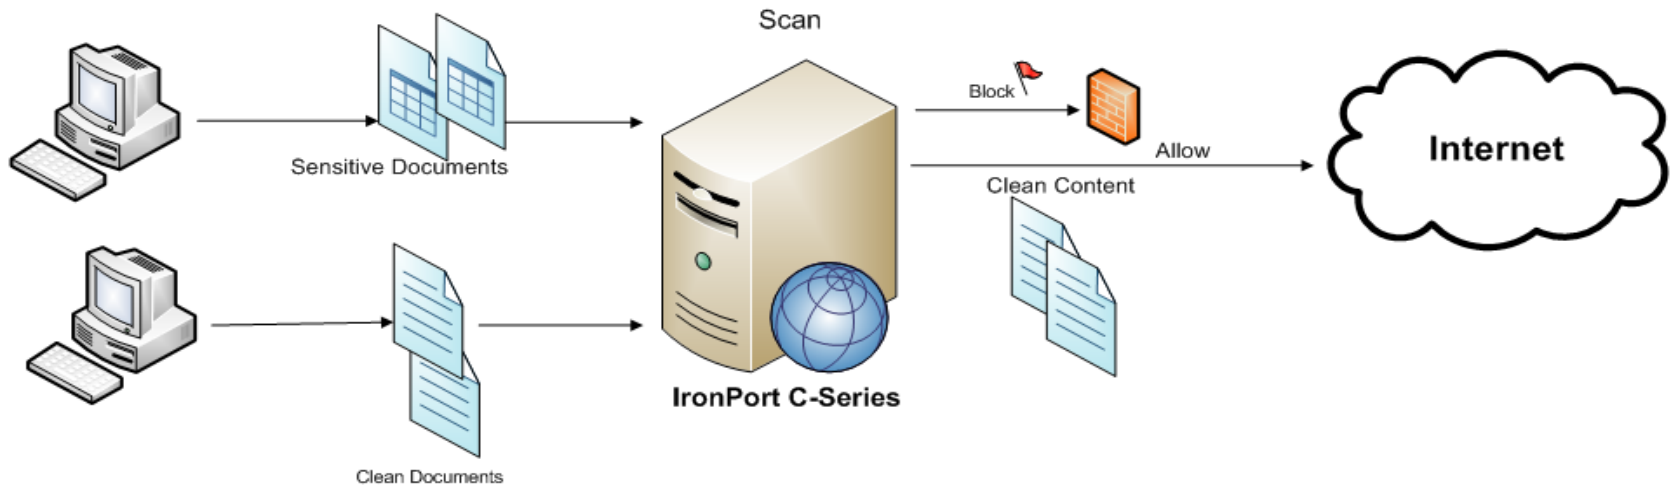 Scan
Block
Sensitive Documents
Allow
Internet
Clean Content
IronPort C-Series
Clean Documents